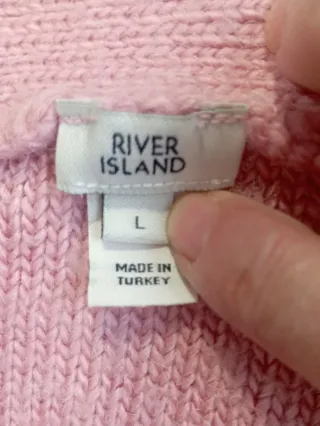 RIVER
ISLAND
L
MADE IN
TURKEY